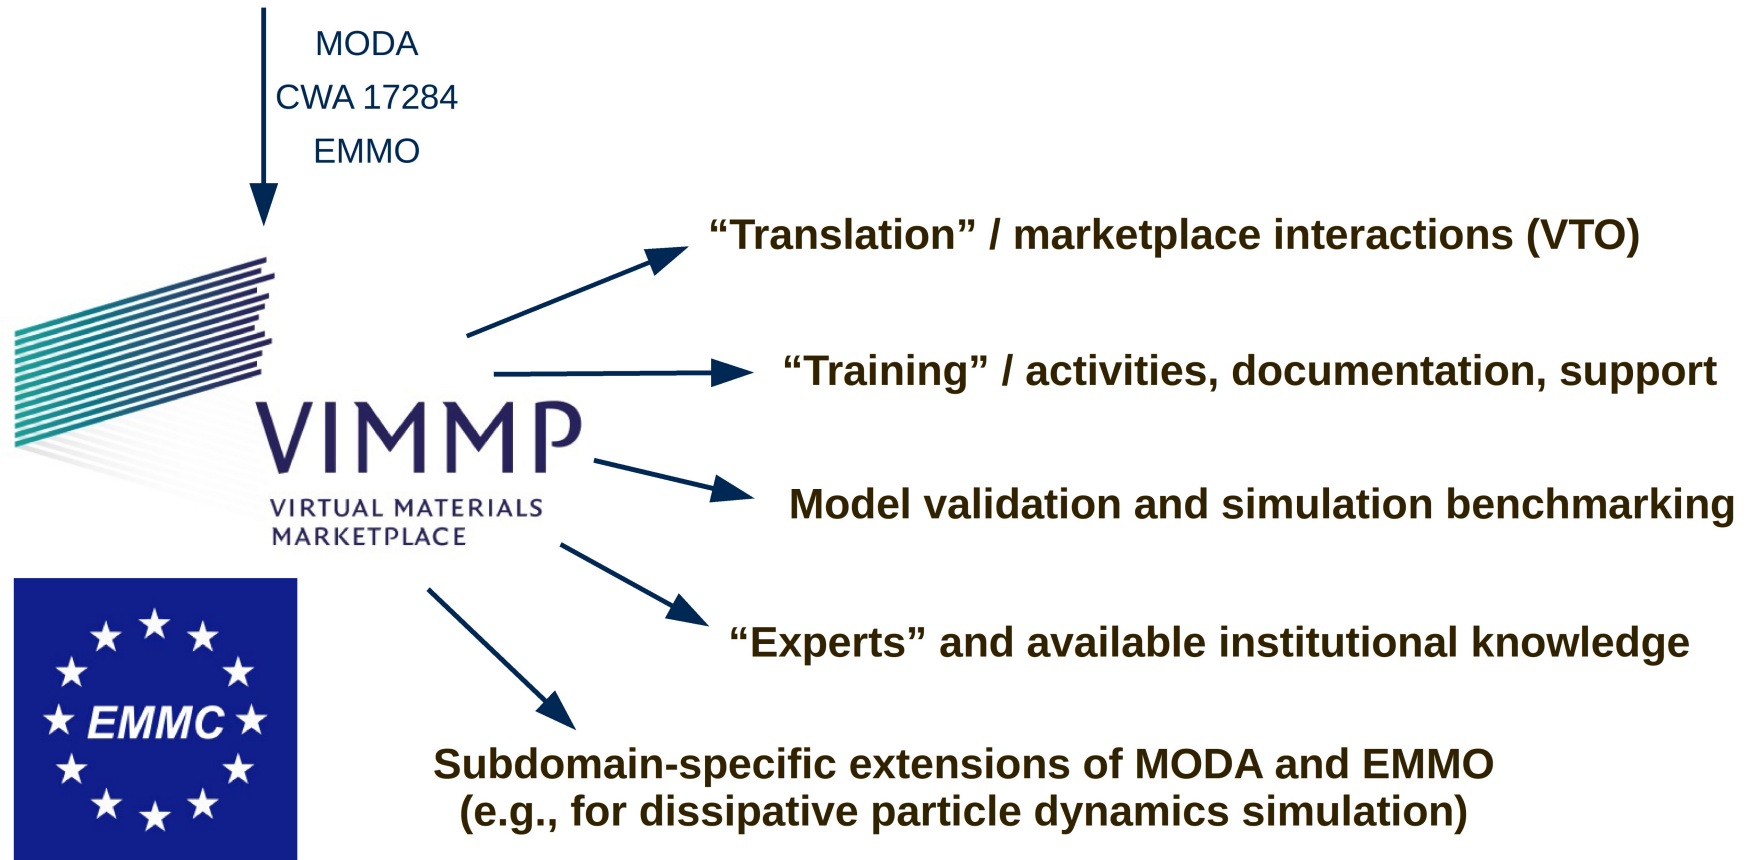 MODA
CWA 17284
EMMO
“Translation” / marketplace interactions (VTO)
“Training” / activities, documentation, support
VIMMP
VIRTUAL MATERIALS
MARKETPLACE
Model validation and simulation benchmarking
“Experts” and available institutional knowledge
EMMC
Subdomain-specific extensions of MODA and EMMO
(e.g., for dissipative particle dynamics simulation)